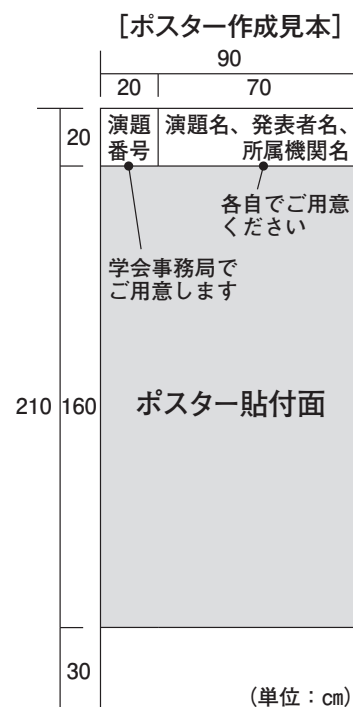 [ポスター作成見本]
90
20
70
20
演題
番号
演題名、発表者名、
所属機関名
各自でご用意
ください
学会事務局で
ご用意します
210
160
ポスター貼付面
30
(単位：㎝)